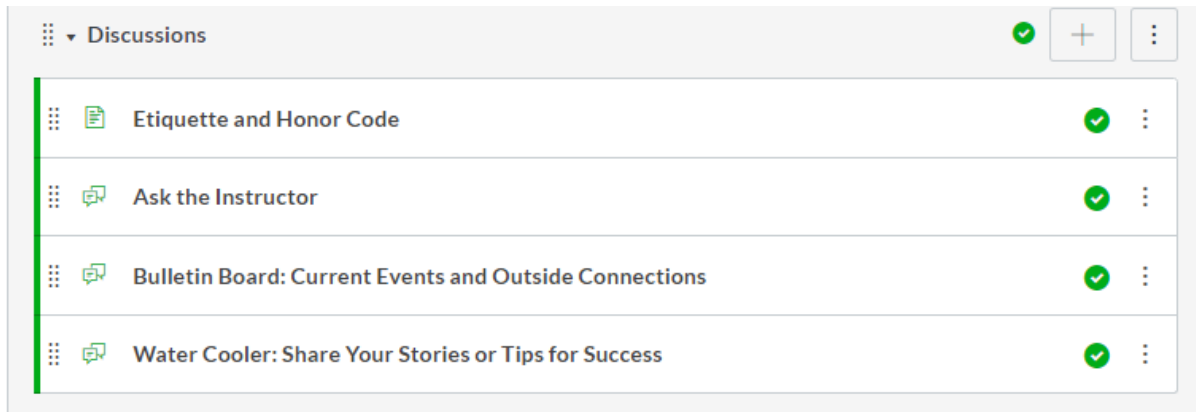 Discussions
Etiquette and Honor Code
Ask the Instructor
Bulletin Board: Current Events and Outside Connections
Water Cooler: Share Your Stories or Tips for Success